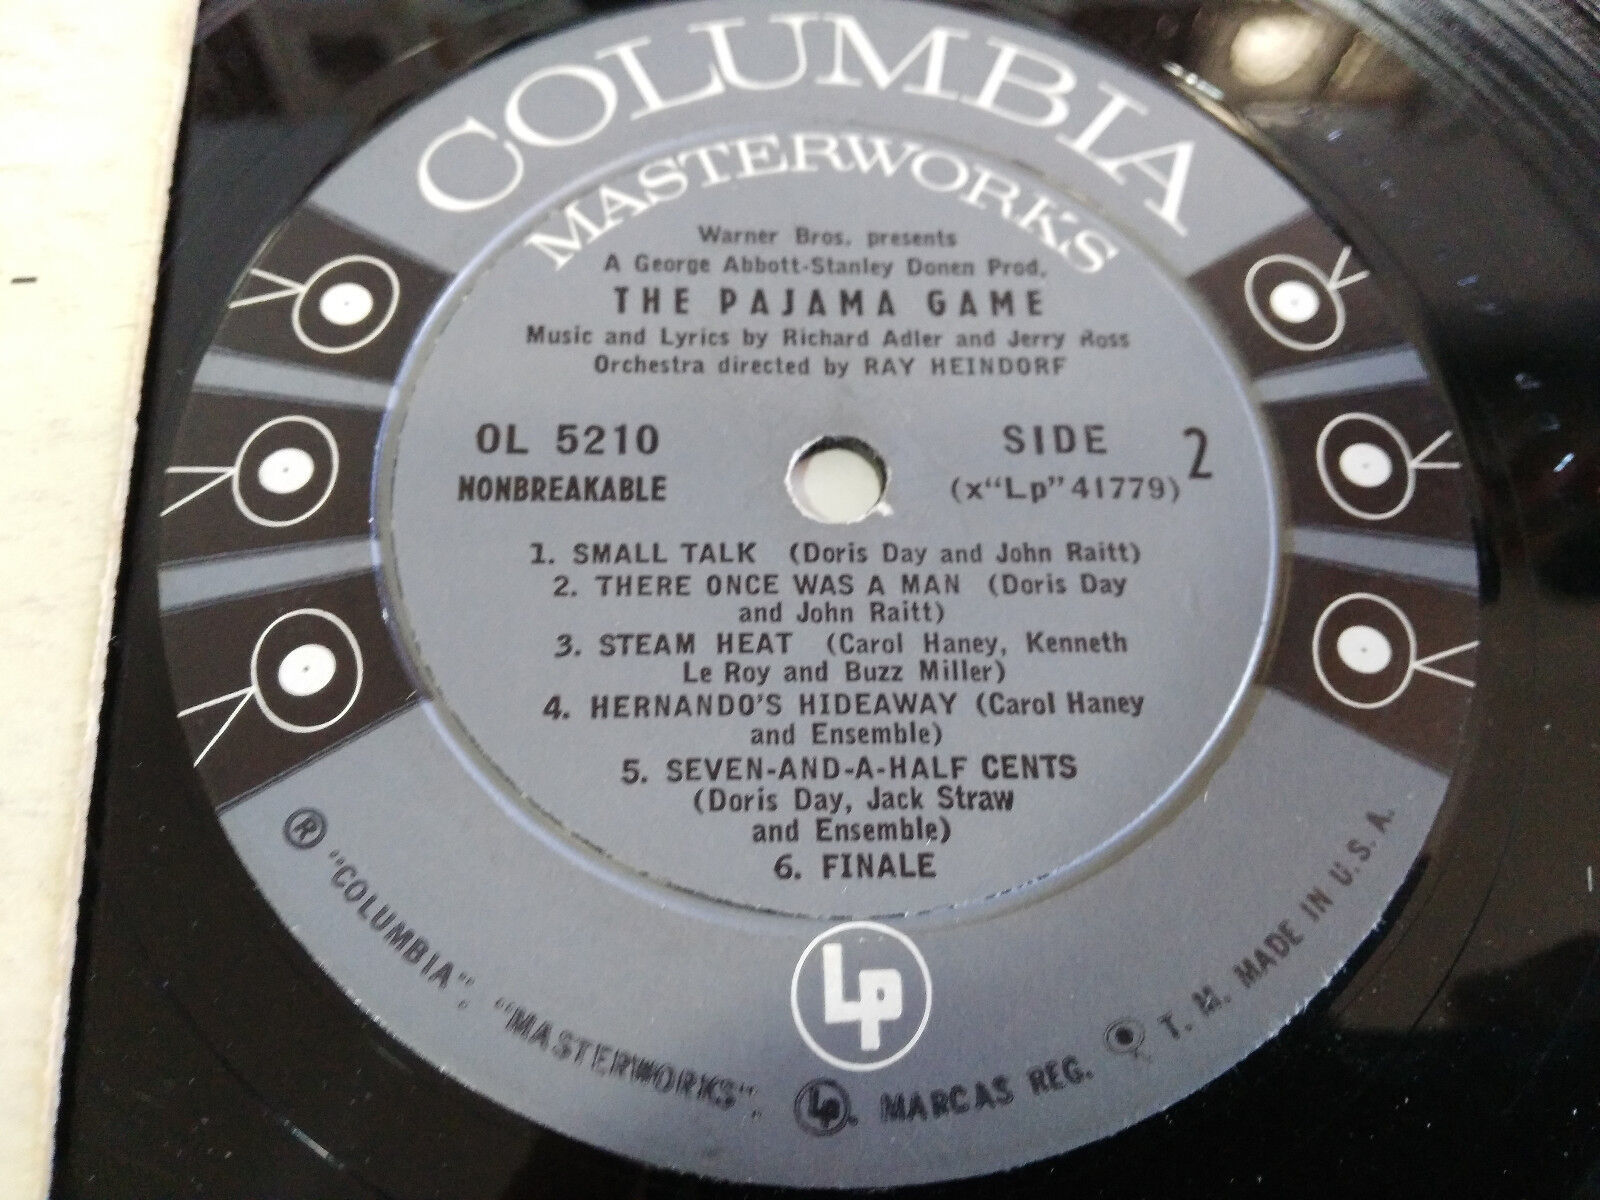 COLUMBIA
MASTERWORKS
Warner Bros. presents
A George Abbott-Stanley Donen Prod.
THE PAJAMA GAME
Music and Lyrics by Richard Adler and Jerry Ross
Orchestra directed by RAY HEINDORF
OL 5210
NONBREAKABLE
SIDE 2
(x“Lp”41779)
1. SMALL TALK (Doris Day and John Raitt)
2. THERE ONCE WAS A MAN (Doris Day
and John Raitt)
3. STEAM HEAT (Carol Haney, Kenneth
Le Roy and Buzz Miller)
4. HERNANDO'S HIDEAWAY (Carol Haney
and Ensemble)
5. SEVEN-AND-A-HALF CENTS
(Doris Day, Jack Straw
and Ensemble)
6. FINALE
LP
® "COLUMBIA", "MASTERWORKS", Lp. MARCAS REG. T. M. MADE IN U.S.A.